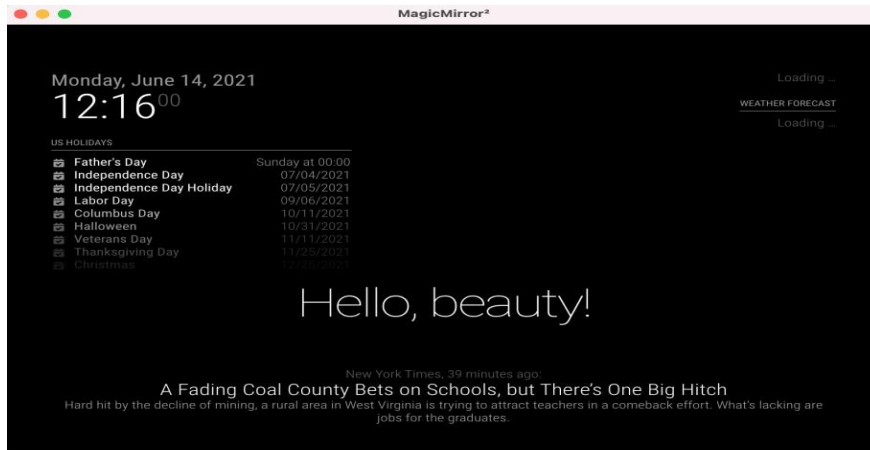 MagicMirror²
Monday, June 14, 2021
12:16 00
Loading …
WEATHER FORECAST
Loading …
US HOLIDAYS
Father's Day Sunday at 00:00
Independence Day 07/04/2021
Independence Day Holiday 07/05/2021
Labor Day 09/06/2021
Columbus Day 10/11/2021
Halloween 10/31/2021
Veterans Day 11/11/2021
Thanksgiving Day 11/25/2021
Christmas 12/25/2021
Hello, beauty!
New York Times, 39 minutes ago:
A Fading Coal County Bets on Schools, but There's One Big Hitch
Hard hit by the decline of mining, a rural area in West Virginia is trying to attract teachers in a comeback effort. What's lacking are
jobs for the graduates.